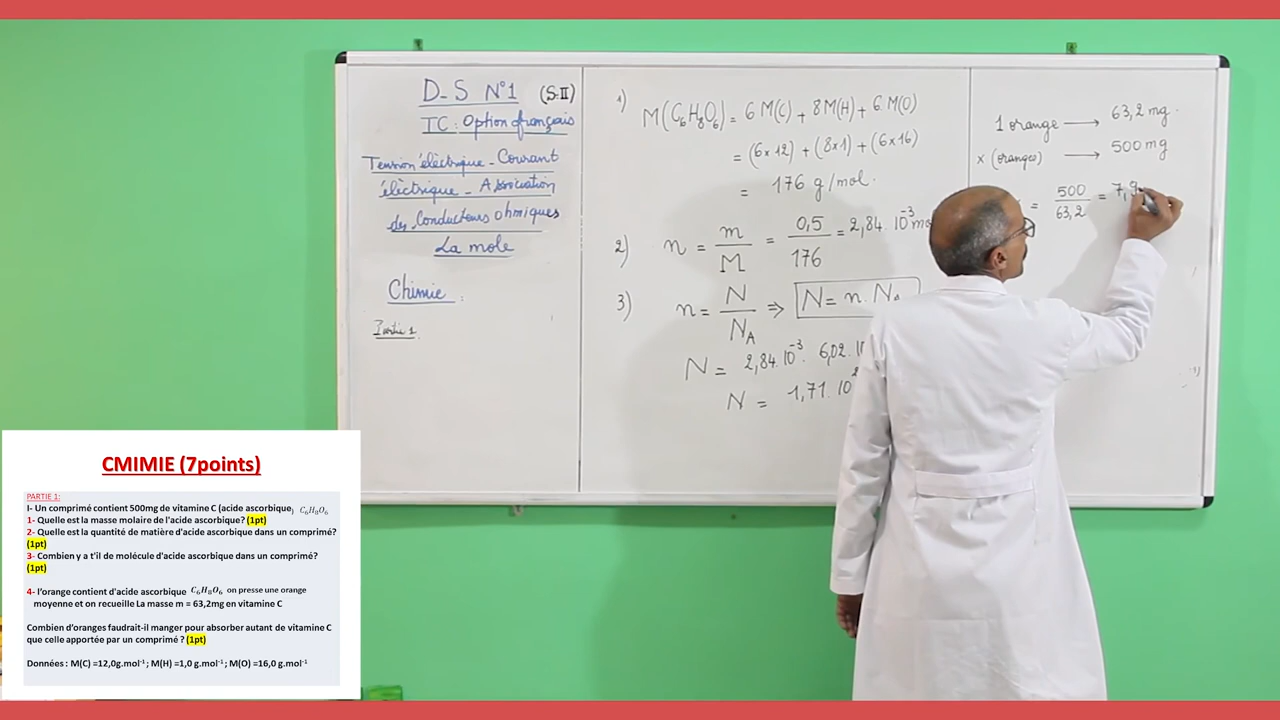 D-S N°1 (S:II)
TC: Option français
Tension électrique - Courant
électrique - Association
des Conducteurs ohmiques
La mole
Chimie :
Partie 1
1) M(C₆H₈O₆) = 6 M(C) + 8 M(H) + 6 M(O)
= (6×12) + (8×1) + (6×16)
= 176 g/mol.
2) n = m/M = 0,5/176 = 2,84. 10⁻³ mo
3) n = N/N_A ⇒ N = n. N_A
N = 2,84. 10⁻³. 6,02. 10
N = 1,71. 10
1 orange → 63,2 mg.
x (oranges) → 500 mg
= 500/63,2 = 7,9
CMIMIE (7points)
PARTIE 1:
I- Un comprimé contient 500mg de vitamine C (acide ascorbique) C₆H₈O₆
1- Quelle est la masse molaire de l'acide ascorbique? (1pt)
2- Quelle est la quantité de matière d'acide ascorbique dans un comprimé?
(1pt)
3- Combien y a t'il de molécule d'acide ascorbique dans un comprimé?
(1pt)
4- l'orange contient d'acide ascorbique C₆H₈O₆ on presse une orange
moyenne et on recueille La masse m = 63,2mg en vitamine C
Combien d'oranges faudrait-il manger pour absorber autant de vitamine C
que celle apportée par un comprimé ? (1pt)
Données : M(C) =12,0g.mol⁻¹ ; M(H) =1,0 g.mol⁻¹ ; M(O) =16,0 g.mol⁻¹